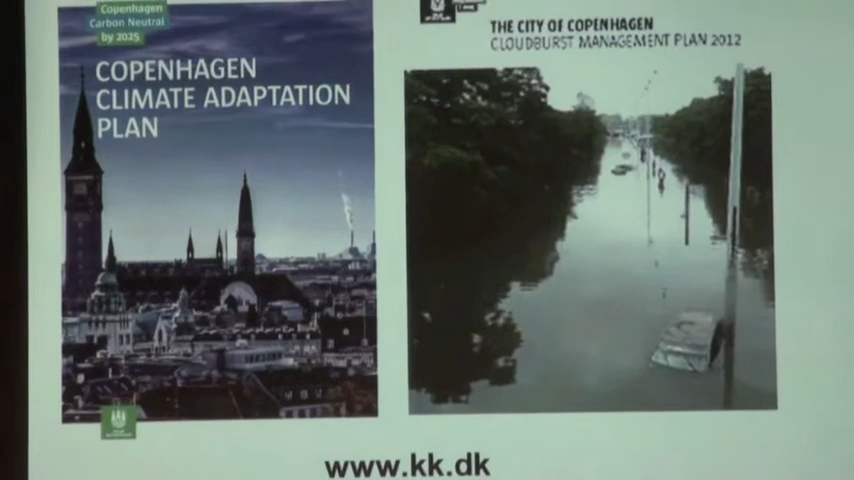 Copenhagen
Carbon Neutral
by 2025
COPENHAGEN
CLIMATE ADAPTATION
PLAN
THE CITY OF COPENHAGEN
CLOUDBURST MANAGEMENT PLAN 2012
www.kk.dk